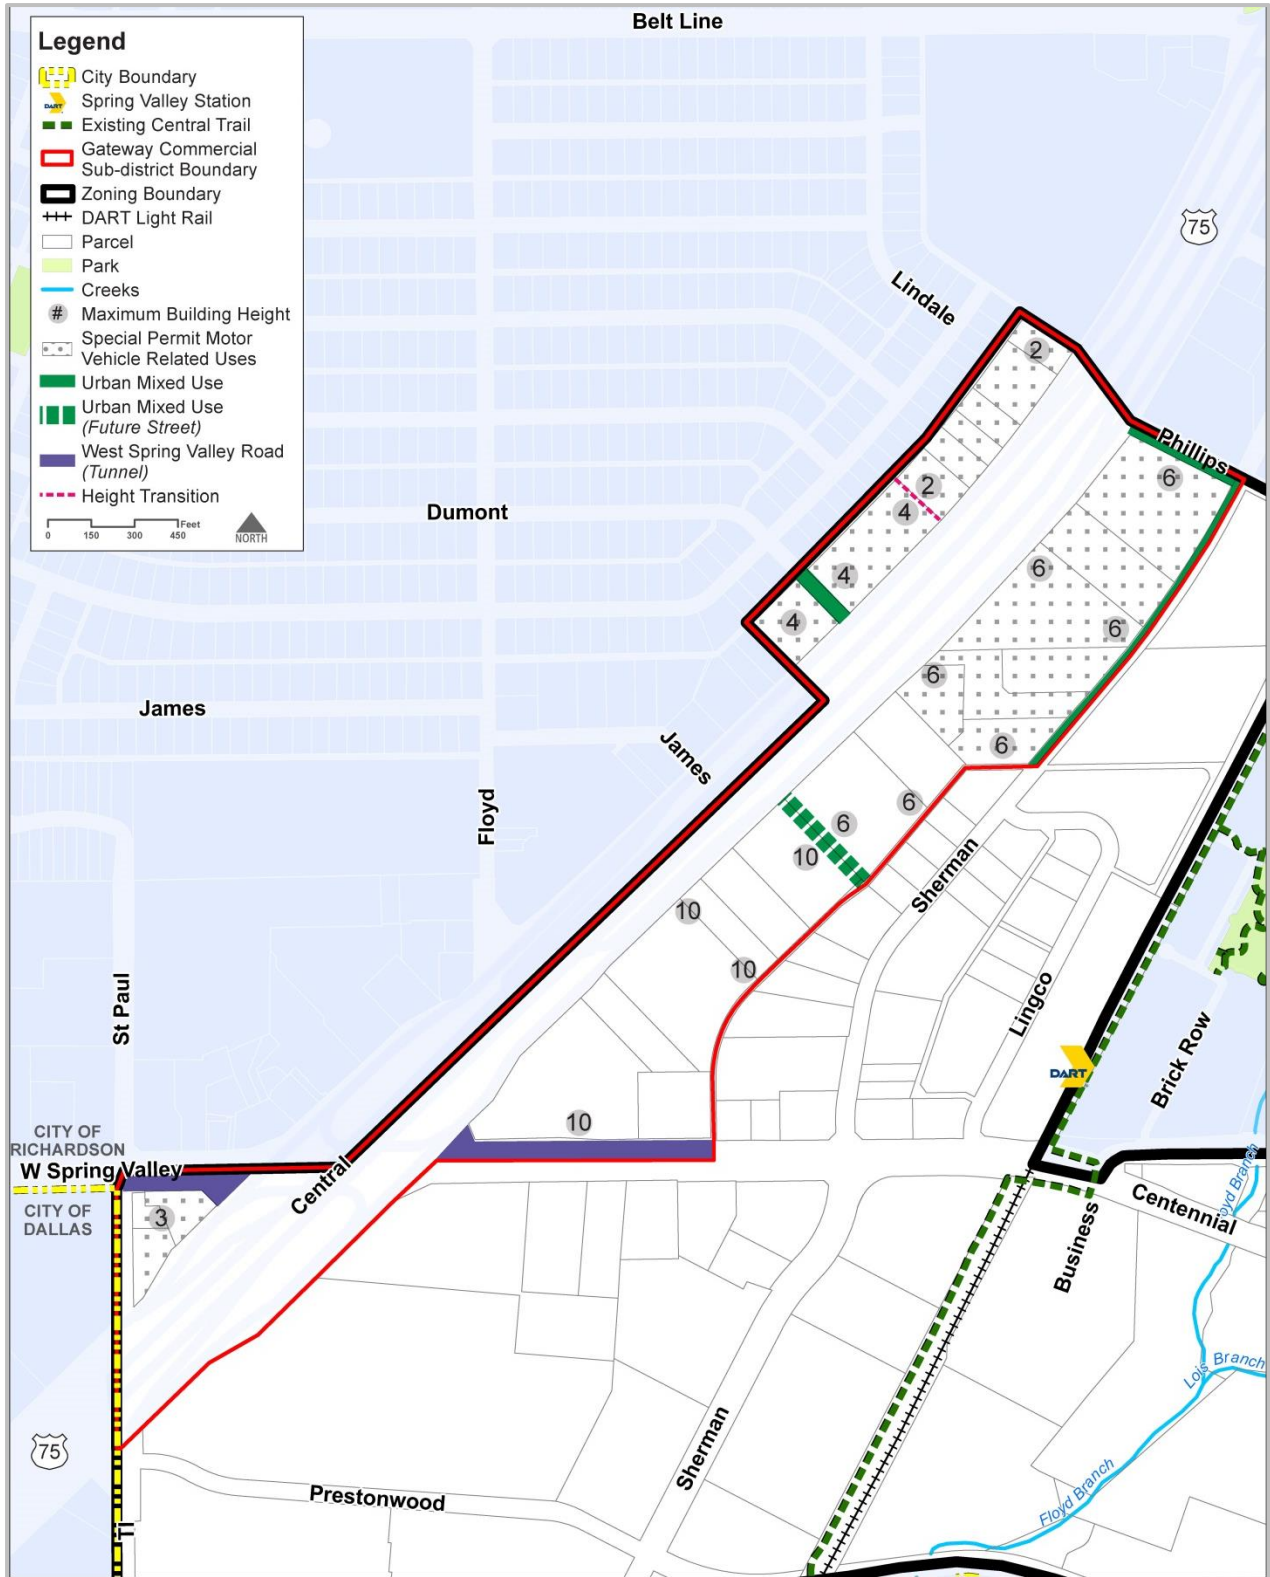 Belt Line
Legend
City Boundary
DART
Spring Valley Station
Existing Central Trail
Gateway Commercial
Sub-district Boundary
Zoning Boundary
DART Light Rail
Parcel
Park
Creeks
#
Maximum Building Height
Special Permit Motor
Vehicle Related Uses
Urban Mixed Use
Urban Mixed Use
(Future Street)
West Spring Valley Road
(Tunnel)
Height Transition
Feet
0 150 300 450
NORTH
75
Lindale
2
Phillips
6
2
4
Dumont
6
4
4
6
6
James
James
6
6
Floyd
6
10
Sherman
10
10
St Paul
Lingco
DART
Brick Row
10
CITY OF
RICHARDSON
W Spring Valley
CITY OF
DALLAS
3
Central
Centennial
Business
oyd Branch
Lois Branch
75
Sherman
Prestonwood
Floyd Branch
TI